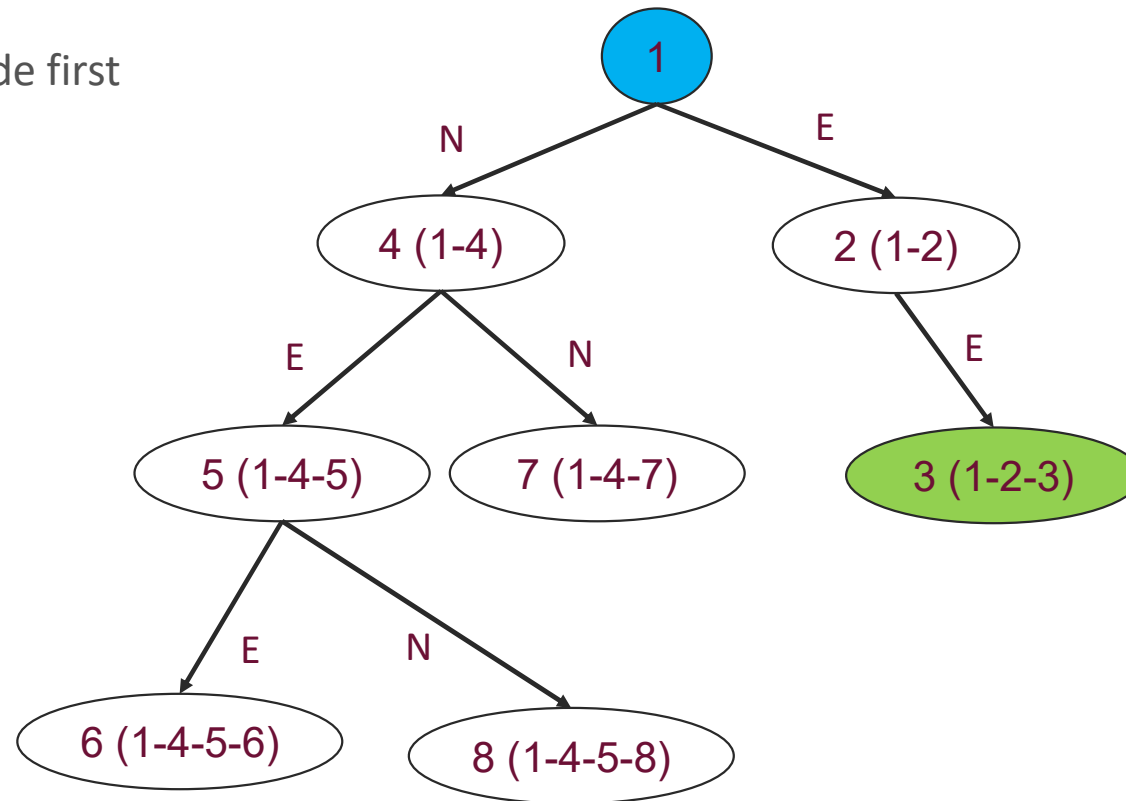 1
de first
E
N
4 (1-4)
2 (1-2)
E
N
E
5 (1-4-5)
7 (1-4-7)
3 (1-2-3)
E
N
6 (1-4-5-6)
8 (1-4-5-8)